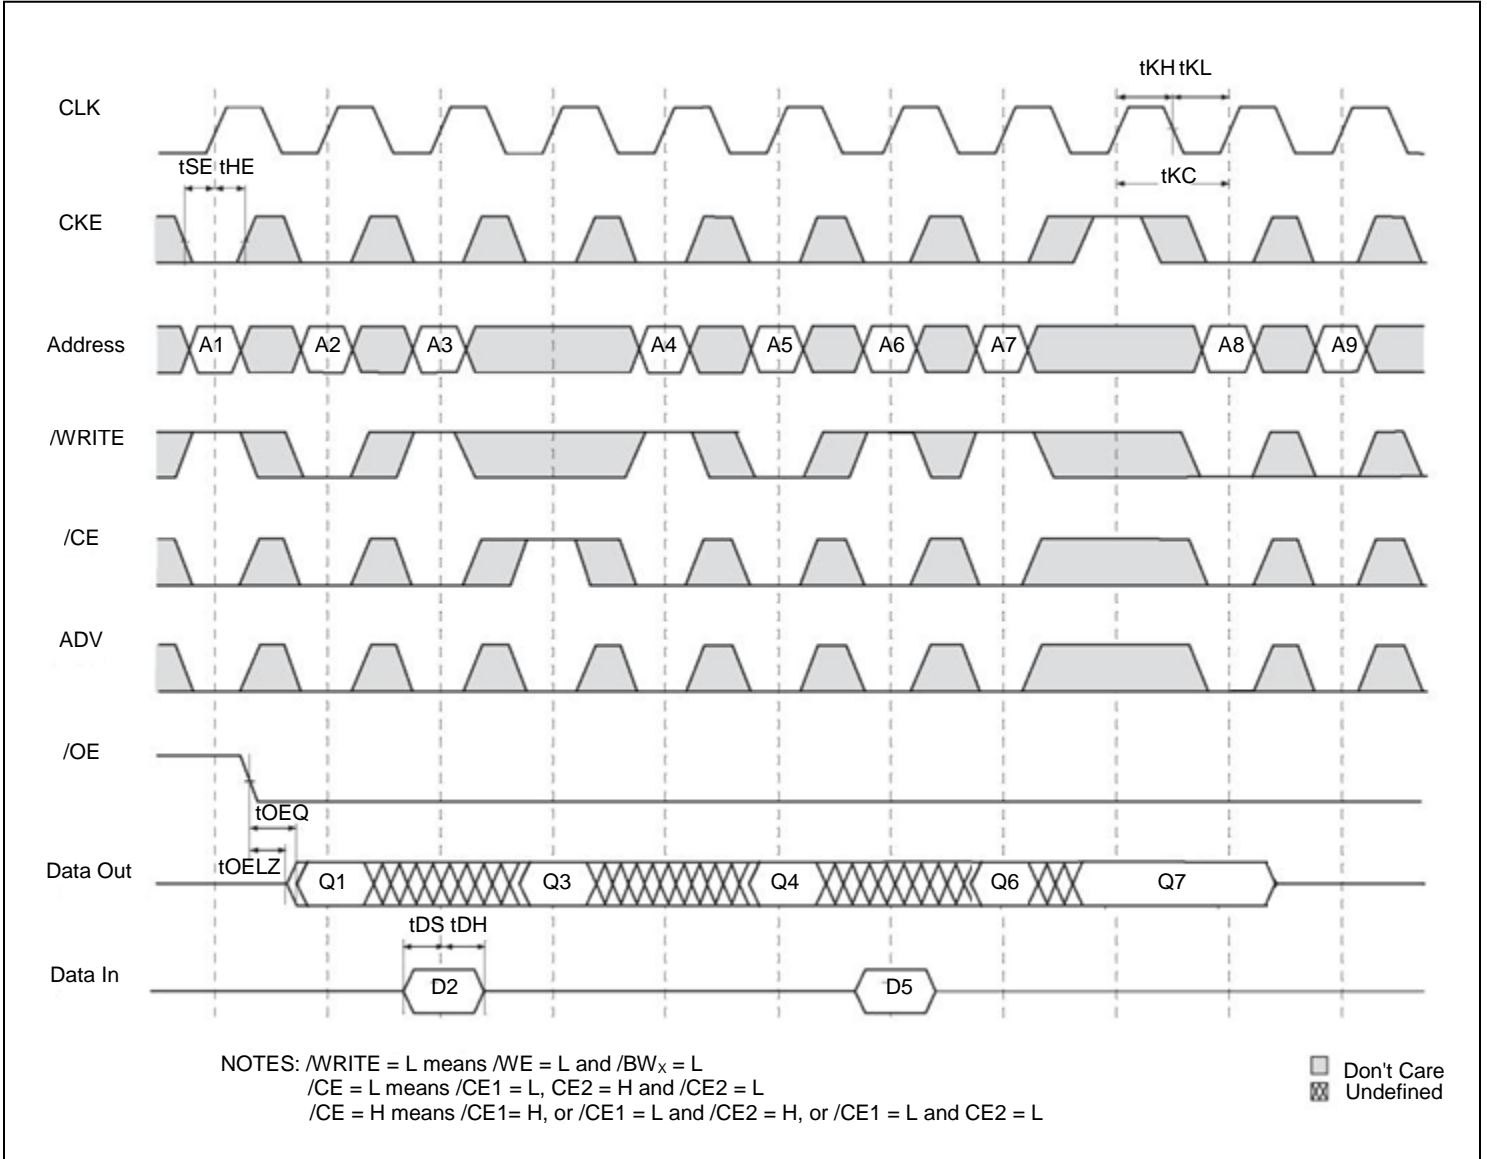 tKH tKL
CLK
tSE tHE
tKC
CKE
Address A1 A2 A3 A4 A5 A6 A7 A8 A9
/WRITE
/CE
ADV
/OE
tOEQ
tOELZ
Data Out Q1 Q3 Q4 Q6 Q7
tDS tDH
Data In D2 D5
NOTES: /WRITE = L means /WE = L and /BWX = L
/CE = L means /CE1 = L, CE2 = H and /CE2 = L
/CE = H means /CE1= H, or /CE1 = L and /CE2 = H, or /CE1 = L and CE2 = L
Don't Care
Undefined